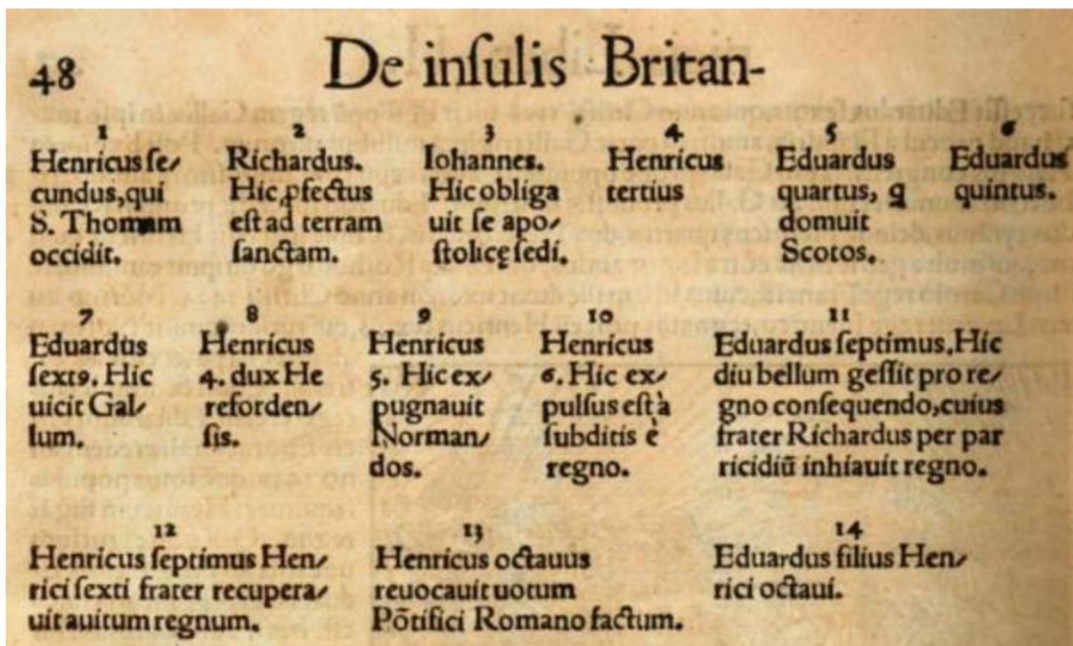 48
De inſulis Britan-
1
Henricus ſe/
cundus, qui
S. Thomam
occidit.
2
Richardus.
Hic ꝓfectus
eſt ad terram
ſanctam.
3
Iohannes.
Hic obliga
uit ſe apo/
ſtolicę ſedi.
4
Henricus
tertius
5
Eduardus
quartus, q
domuit
Scotos.
6
Eduardus
quintus.
7
Eduardus
ſext9. Hic
uicit Gal/
lum.
8
Henricus
4. dux He
reforden/
ſis.
9
Henricus
5. Hic ex/
pugnauit
Norman/
dos.
10
Henricus
6. Hic ex/
pulſus eſt à
ſubditis è
regno.
11
Eduardus ſeptimus. Hic
diu bellum geſſit pro re/
gno conſequendo, cuius
frater Richardus per par
ricidiū inhiauit regno.
12
Henricus ſeptimus Hen/
rici ſexti frater recupera/
uit auitum regnum.
13
Henricus octauus
reuocauit uotum
Pōtifici Romano factum.
14
Eduardus filius Hen/
rici octaui.